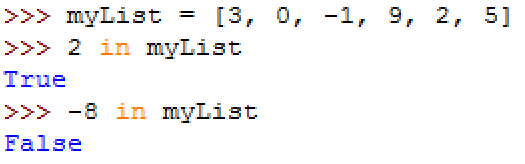 >>> myList = [3, 0, -1, 9, 2, 5]
>>> 2 in myList
True
>>> -8 in myList
False